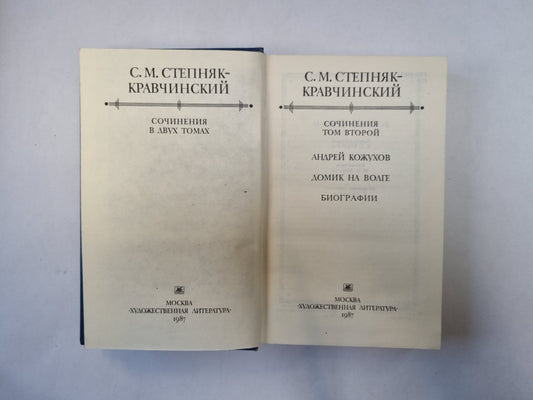 С. М. СТЕПНЯК-
КРАВЧИНСКИЙ
СОЧИНЕНИЯ
В ДВУХ ТОМАХ
МОСКВА
«ХУДОЖЕСТВЕННАЯ ЛИТЕРАТУРА»
1987
С. М. СТЕПНЯК-
КРАВЧИНСКИЙ
СОЧИНЕНИЯ
ТОМ ВТОРОЙ
АНДРЕЙ КОЖУХОВ
ДОМИК НА ВОЛГЕ
БИОГРАФИИ
МОСКВА
«ХУДОЖЕСТВЕННАЯ ЛИТЕРАТУРА»
1987